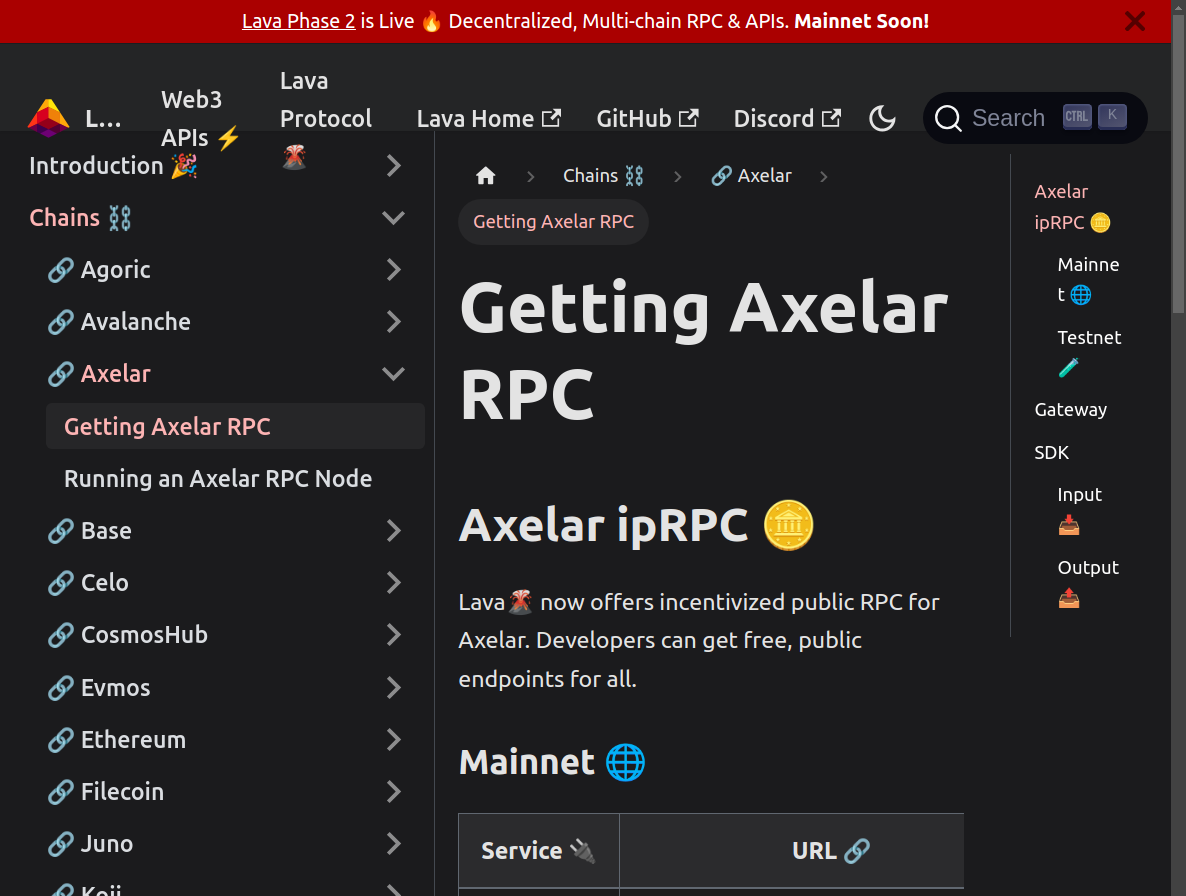 Lava Phase 2 is Live 🔥 Decentralized, Multi-chain RPC & APIs. Mainnet Soon!
L...
Web3
APIs ⚡
Lava
Protocol
🌋
Lava Home
GitHub
Discord
Search
CTRL
K
Introduction 🎉
Chains ⛓️
🔗 Agoric
🔗 Avalanche
🔗 Axelar
Getting Axelar RPC
Running an Axelar RPC Node
🔗 Base
🔗 Celo
🔗 CosmosHub
🔗 Evmos
🔗 Ethereum
🔗 Filecoin
🔗 Juno
🔗 Koii
Chains ⛓️
🔗 Axelar
Getting Axelar RPC
Getting Axelar
RPC
Axelar ipRPC 🪙
Lava🌋 now offers incentivized public RPC for
Axelar. Developers can get free, public
endpoints for all.
Mainnet 🌐
Service 🔌
URL 🔗
Axelar
ipRPC 🪙
Mainne
t 🌐
Testnet
🧪
Gateway
SDK
Input
📥
Output
📤